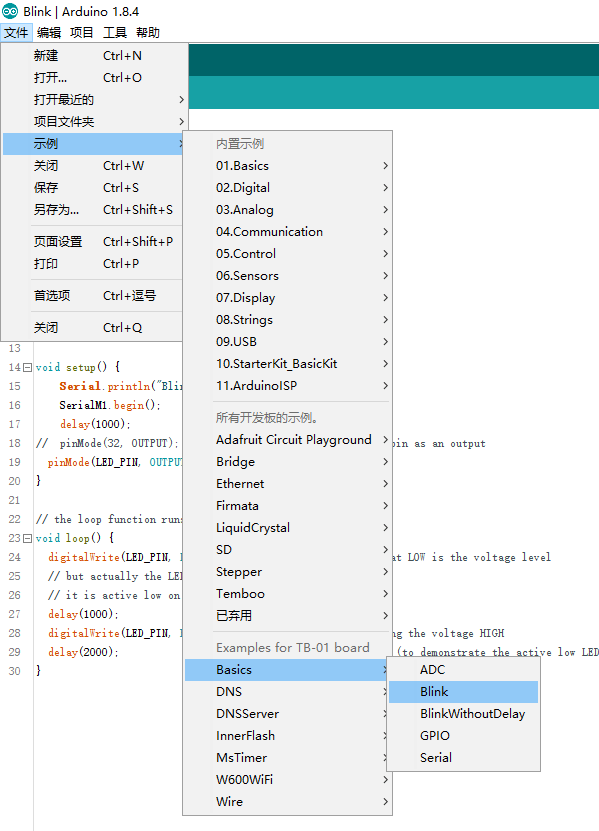 Blink | Arduino 1.8.4
文件 编辑 项目 工具 帮助
新建 Ctrl+N
打开... Ctrl+O
打开最近的
项目文件夹
示例
关闭 Ctrl+W
保存 Ctrl+S
另存为... Ctrl+Shift+S
页面设置 Ctrl+Shift+P
打印 Ctrl+P
首选项 Ctrl+逗号
关闭 Ctrl+Q
内置示例
01.Basics
02.Digital
03.Analog
04.Communication
05.Control
06.Sensors
07.Display
08.Strings
09.USB
10.StarterKit_BasicKit
11.ArduinoISP
所有开发板的示例。
Adafruit Circuit Playground
Bridge
Ethernet
Firmata
LiquidCrystal
SD
Stepper
Temboo
已弃用
Examples for TB-01 board
Basics
DNS
DNSServer
InnerFlash
MsTimer
W600WiFi
Wire
ADC
Blink
BlinkWithoutDelay
GPIO
Serial
13
14 void setup() {
15 Serial.println("Blin
16 SerialM1.begin();
17 delay(1000);
18 // pinMode(32, OUTPUT); pin as an output
19 pinMode(LED_PIN, OUTPUT
20 }
21
22 // the loop function runs
23 void loop() {
24 digitalWrite(LED_PIN, at LOW is the voltage level
25 // but actually the LED
26 // it is active low on
27 delay(1000);
28 digitalWrite(LED_PIN, ng the voltage HIGH
29 delay(2000); (to demonstrate the active low LED
30 }